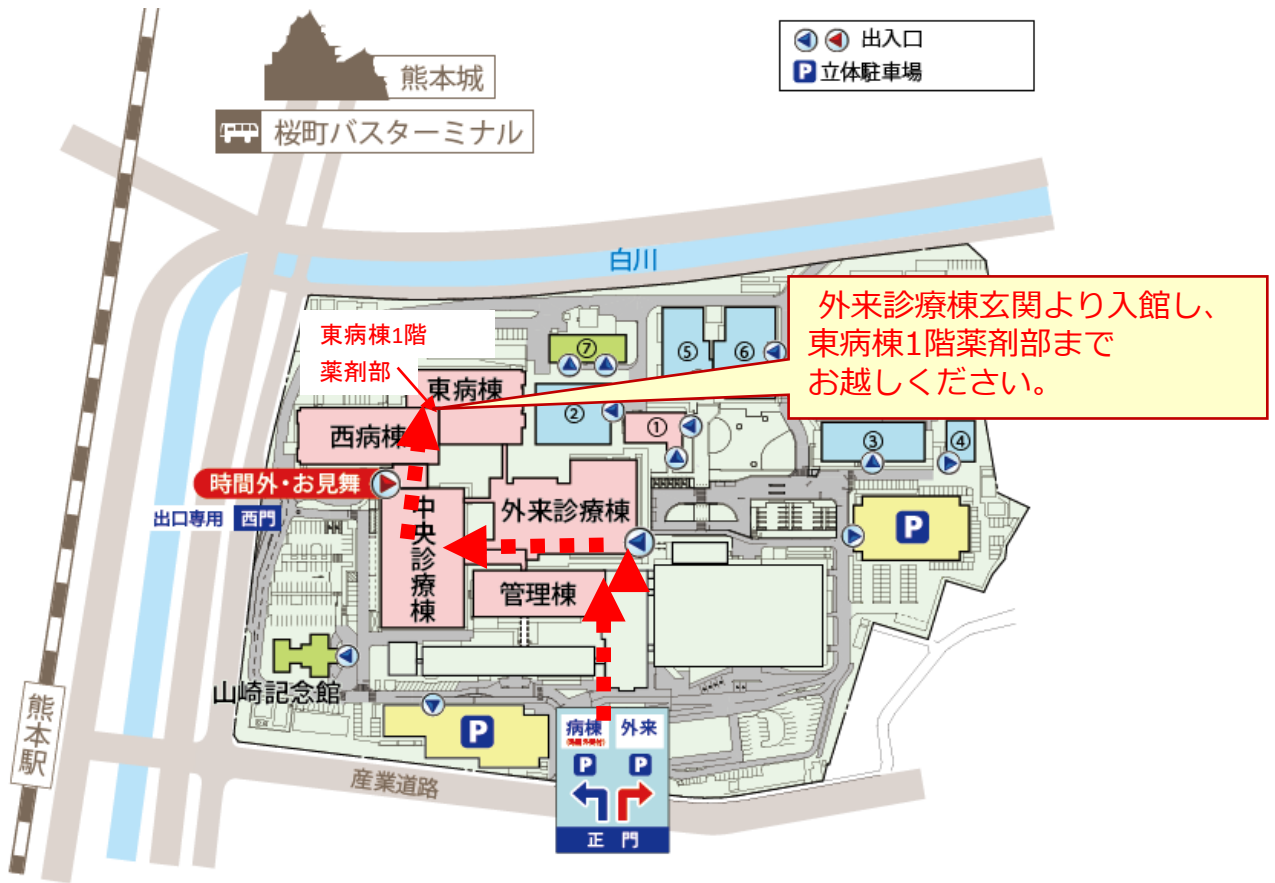 出入口
P 立体駐車場
熊本城
桜町バスターミナル
白川
外来診療棟玄関より入館し、
東病棟1階薬剤部まで
お越しください。
東病棟1階
薬剤部
東病棟
西病棟
⑦
⑤
⑥
②
①
③
④
時間外・お見舞
出口専用 西門
中央診療棟
外来診療棟
P
管理棟
山崎記念館
熊本駅
P
産業道路
病棟 外来
P P
正門